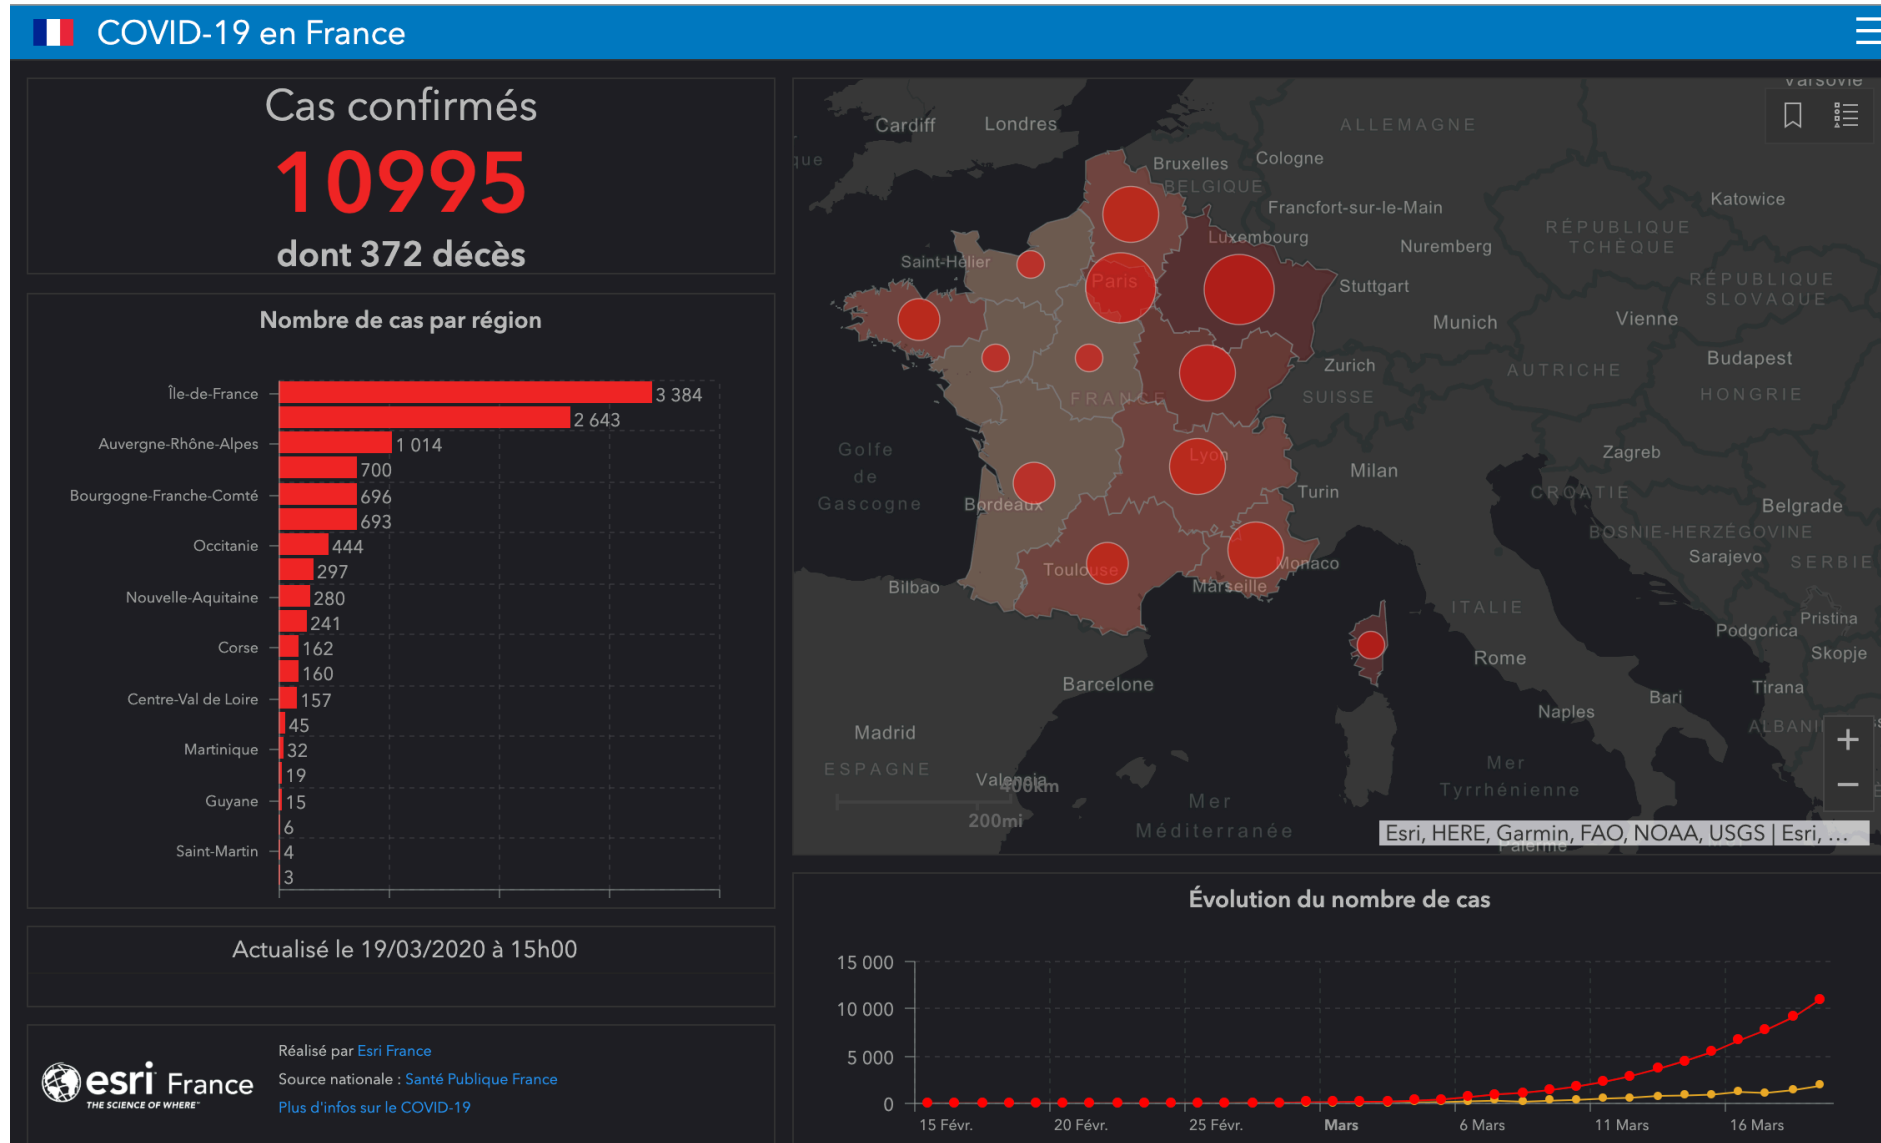 COVID-19 en France
Cas confirmés
10995
dont 372 décès
Nombre de cas par région
Île-de-France 3 384
2 643
Auvergne-Rhône-Alpes 1 014
700
Bourgogne-Franche-Comté 696
693
Occitanie 444
297
Nouvelle-Aquitaine 280
241
Corse 162
160
Centre-Val de Loire 157
45
Martinique 32
19
Guyane 15
6
Saint-Martin 4
3
Actualisé le 19/03/2020 à 15h00
esri France
THE SCIENCE OF WHERE
Réalisé par Esri France
Source nationale : Santé Publique France
Plus d'infos sur le COVID-19
Varsovie
Cardiff
Londres
ALLEMAGNE
que
Bruxelles
Cologne
BELGIQUE
Katowice
Francfort-sur-le-Main
Luxembourg
Nuremberg
RÉPUBLIQUE
TCHÈQUE
Saint-Hélier
Paris
Stuttgart
RÉPUBLIQUE
SLOVAQUE
Munich
Vienne
Zurich
Budapest
AUTRICHE
FRANCE
SUISSE
HONGRIE
Golfe
de
Gascogne
Lyon
Milan
Zagreb
Turin
CROATIE
Bordeaux
Belgrade
BOSNIE-HERZÉGOVINE
Sarajevo
SERBIE
Toulouse
Monaco
Marseille
Bilbao
ITALIE
Pristina
Podgorica
Skopje
Rome
Barcelone
Tirana
Bari
Naples
Madrid
ALBANI
ESPAGNE
Valensia
400km
200mi
Mer
Tyrrhénienne
Mer
Méditerranée
+
−
Esri, HERE, Garmin, FAO, NOAA, USGS | Esri, …
Palerme
Évolution du nombre de cas
15 000
10 000
5 000
0
15 Févr. 20 Févr. 25 Févr. Mars 6 Mars 11 Mars 16 Mars